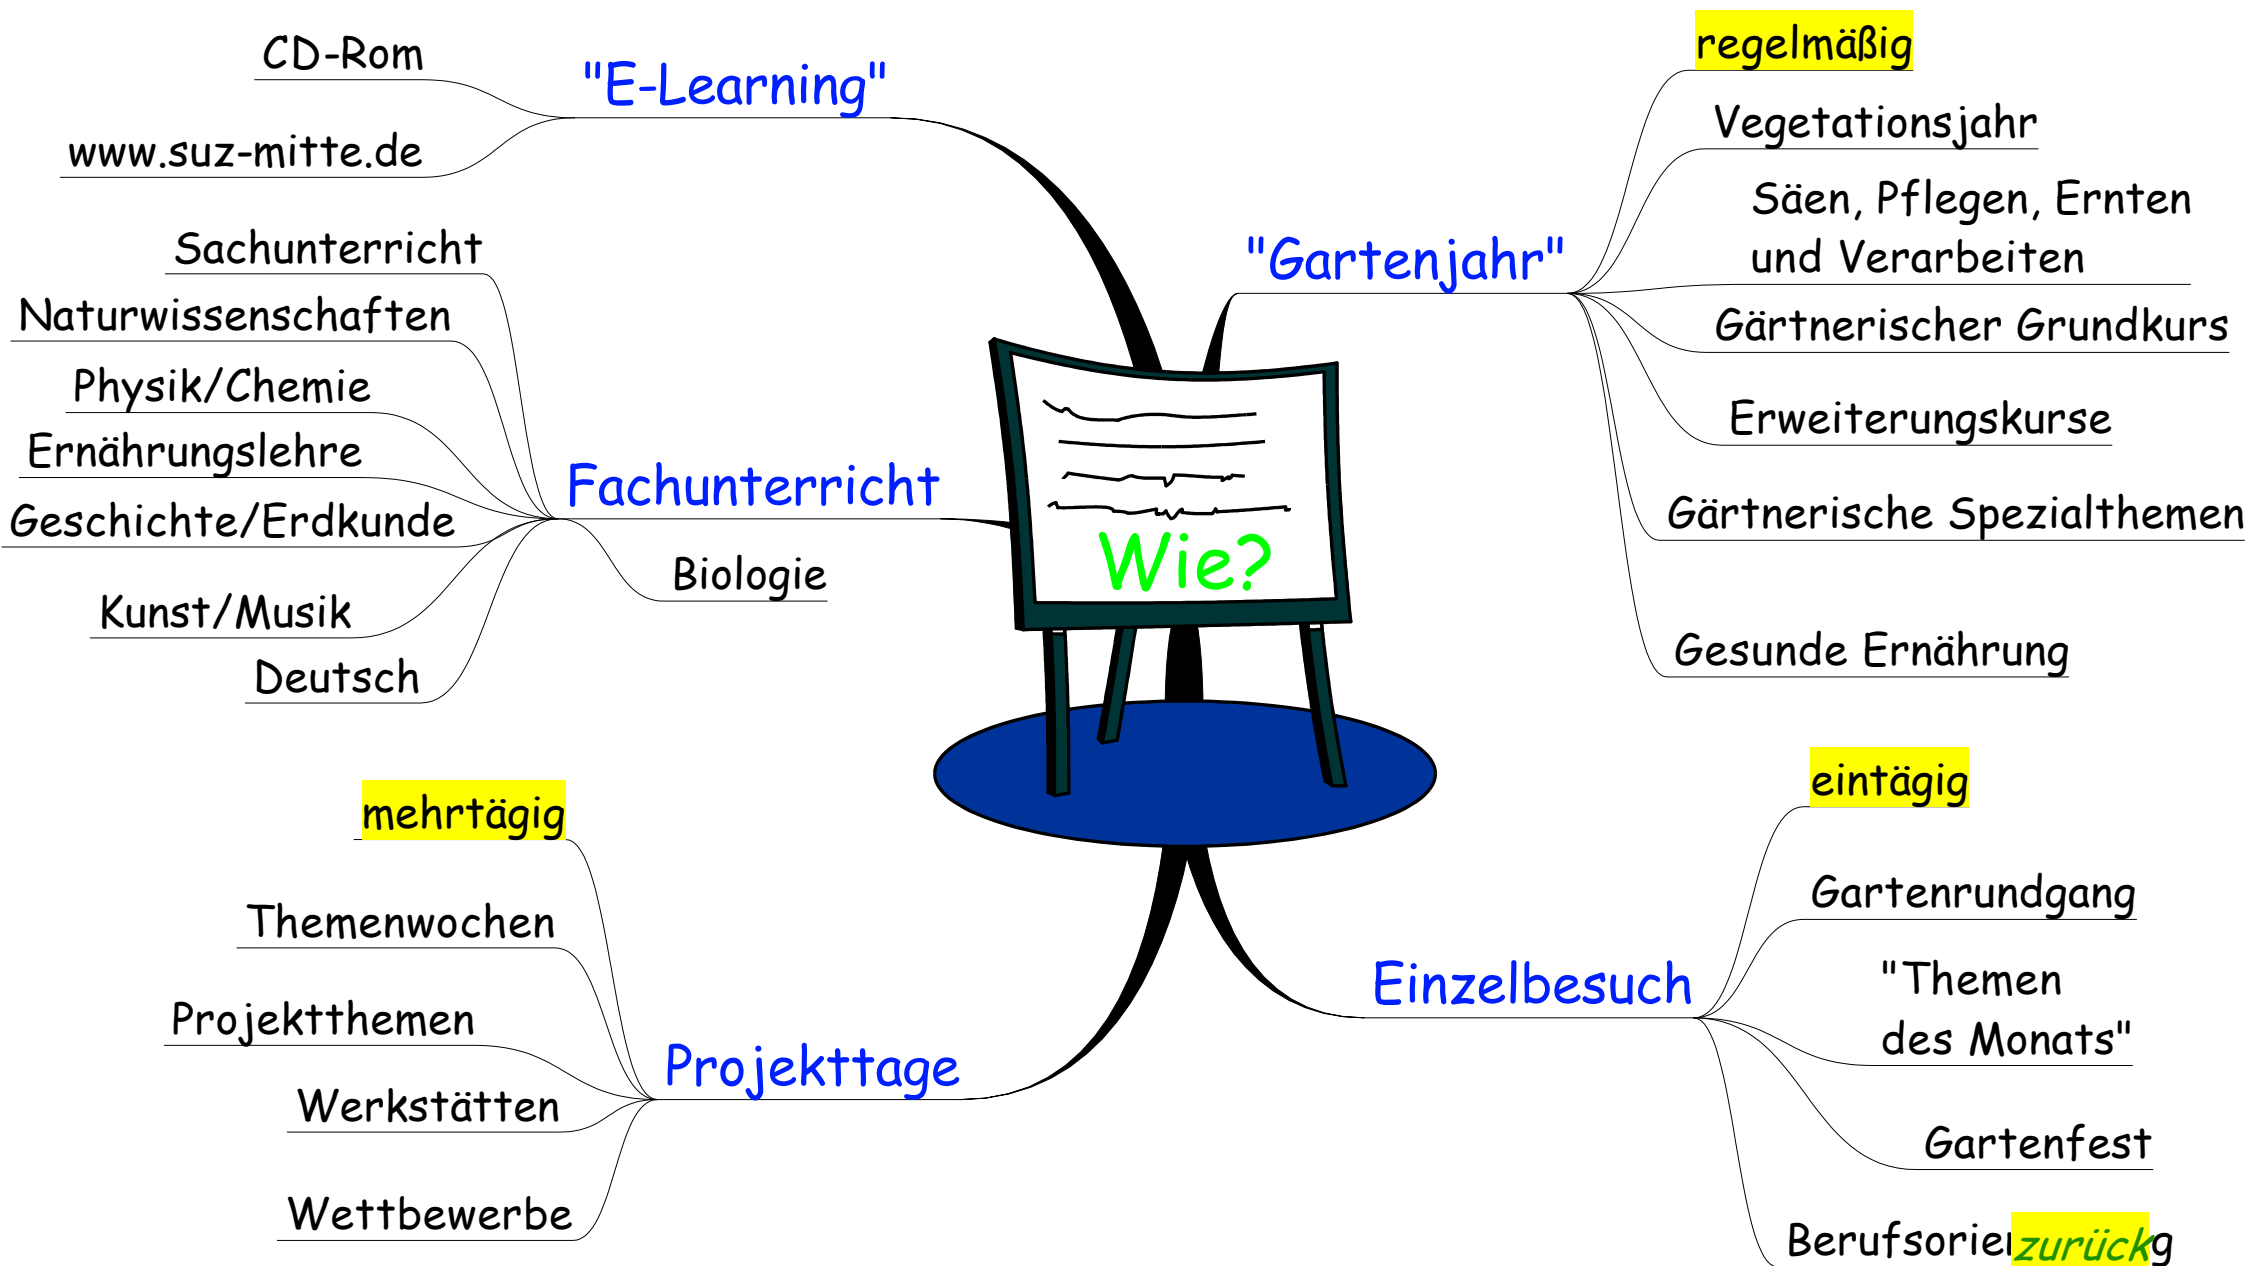 "E-Learning"
CD-Rom
www.suz-mitte.de
Fachunterricht
Sachunterricht
Naturwissenschaften
Physik/Chemie
Ernährungslehre
Geschichte/Erdkunde
Kunst/Musik
Deutsch
Biologie
Projekttage
mehrtägig
Themenwochen
Projektthemen
Werkstätten
Wettbewerbe
Wie?
"Gartenjahr"
regelmäßig
Vegetationsjahr
Säen, Pflegen, Ernten
und Verarbeiten
Gärtnerischer Grundkurs
Erweiterungskurse
Gärtnerische Spezialthemen
Gesunde Ernährung
Einzelbesuch
eintägig
Gartenrundgang
"Themen
des Monats"
Gartenfest
zurück